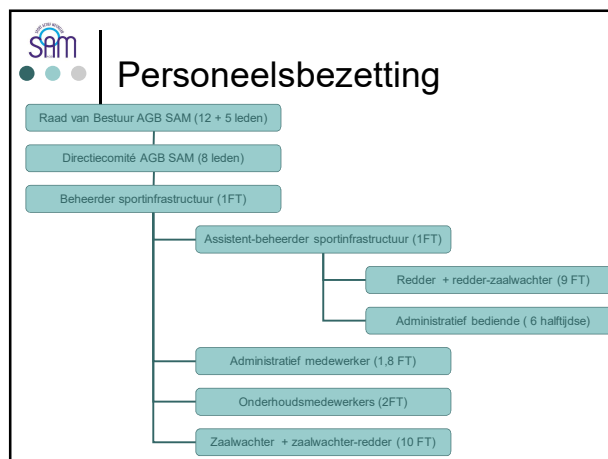 SAM
Personeelsbezetting
Raad van Bestuur AGB SAM (12 + 5 leden)
Directiecomité AGB SAM (8 leden)
Beheerder sportinfrastructuur (1FT)
Assistent-beheerder sportinfrastructuur (1FT)
Redder + redder-zaalwachter (9 FT)
Administratief bediende ( 6 halftijdse)
Administratief medewerker (1,8 FT)
Onderhoudsmedewerkers (2FT)
Zaalwachter + zaalwachter-redder (10 FT)